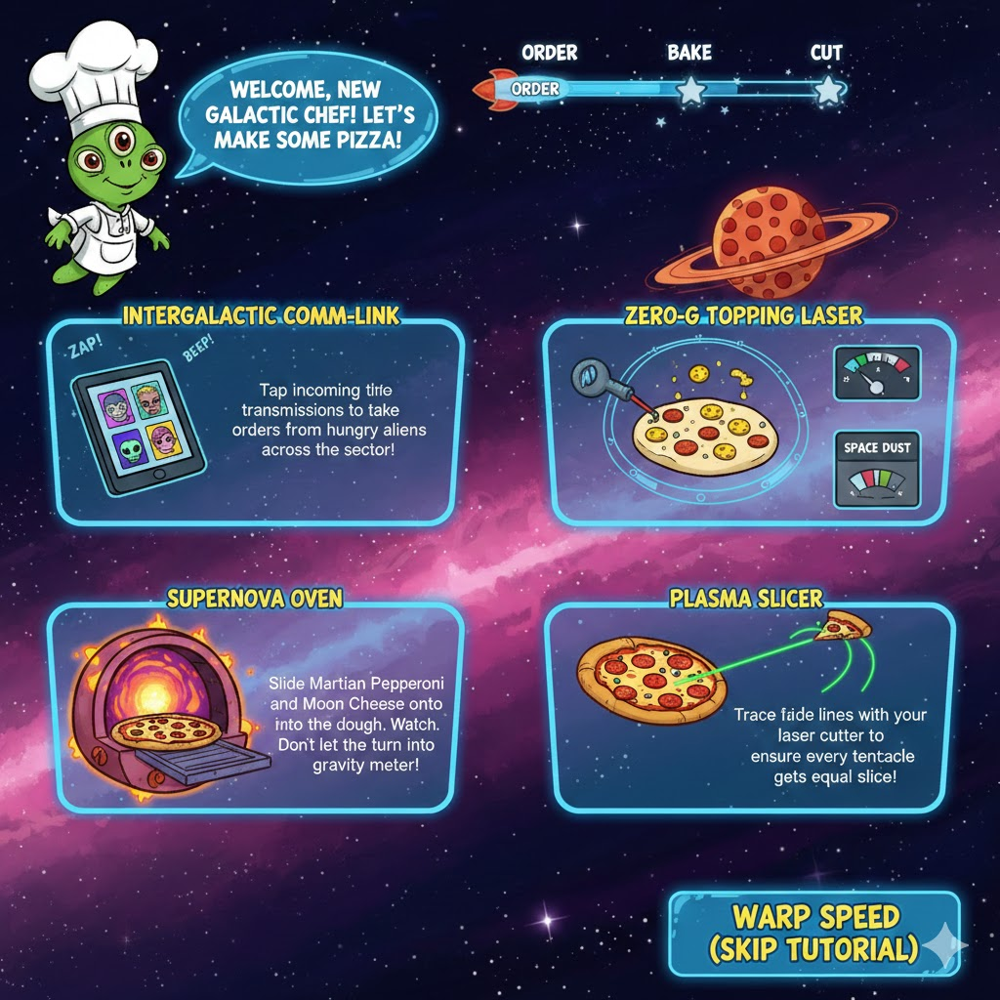 WELCOME, NEW
GALACTIC CHEF! LET'S
MAKE SOME PIZZA!
ORDER
BAKE
CUT
ORDER
INTERGALACTIC COMM-LINK
ZAP!
BEEP!
Tap incoming
transmissions to take
orders from hungry aliens
across the sector!
ZERO-G TOPPING LASER
SPACE DUST
SUPERNOVA OVEN
Slide Martian Pepperoni
and Moon Cheese onto
into the dough. Watch.
Don't let the turn into
gravity meter!
PLASMA SLICER
Trace lines with your
laser cutter to
ensure every tentacle
gets equal slice!
WARP SPEED
(SKIP TUTORIAL)